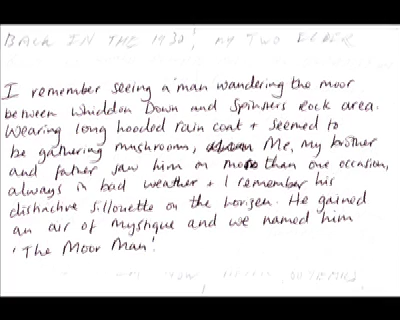 BACK IN THE 1930', MY TWO ELDER
I remember seeing a man wandering the moor
between Whiddon Down and Spinsters Rock area.
Wearing long hooded rain coat + seemed to
be gathering mushroom, Me, my brother
and father saw him on more than one occasion,
always in bad weather + I remember his
distinctive sillouette on the horizen. He gained
an air of mystique and we named him
'The Moor Man'.